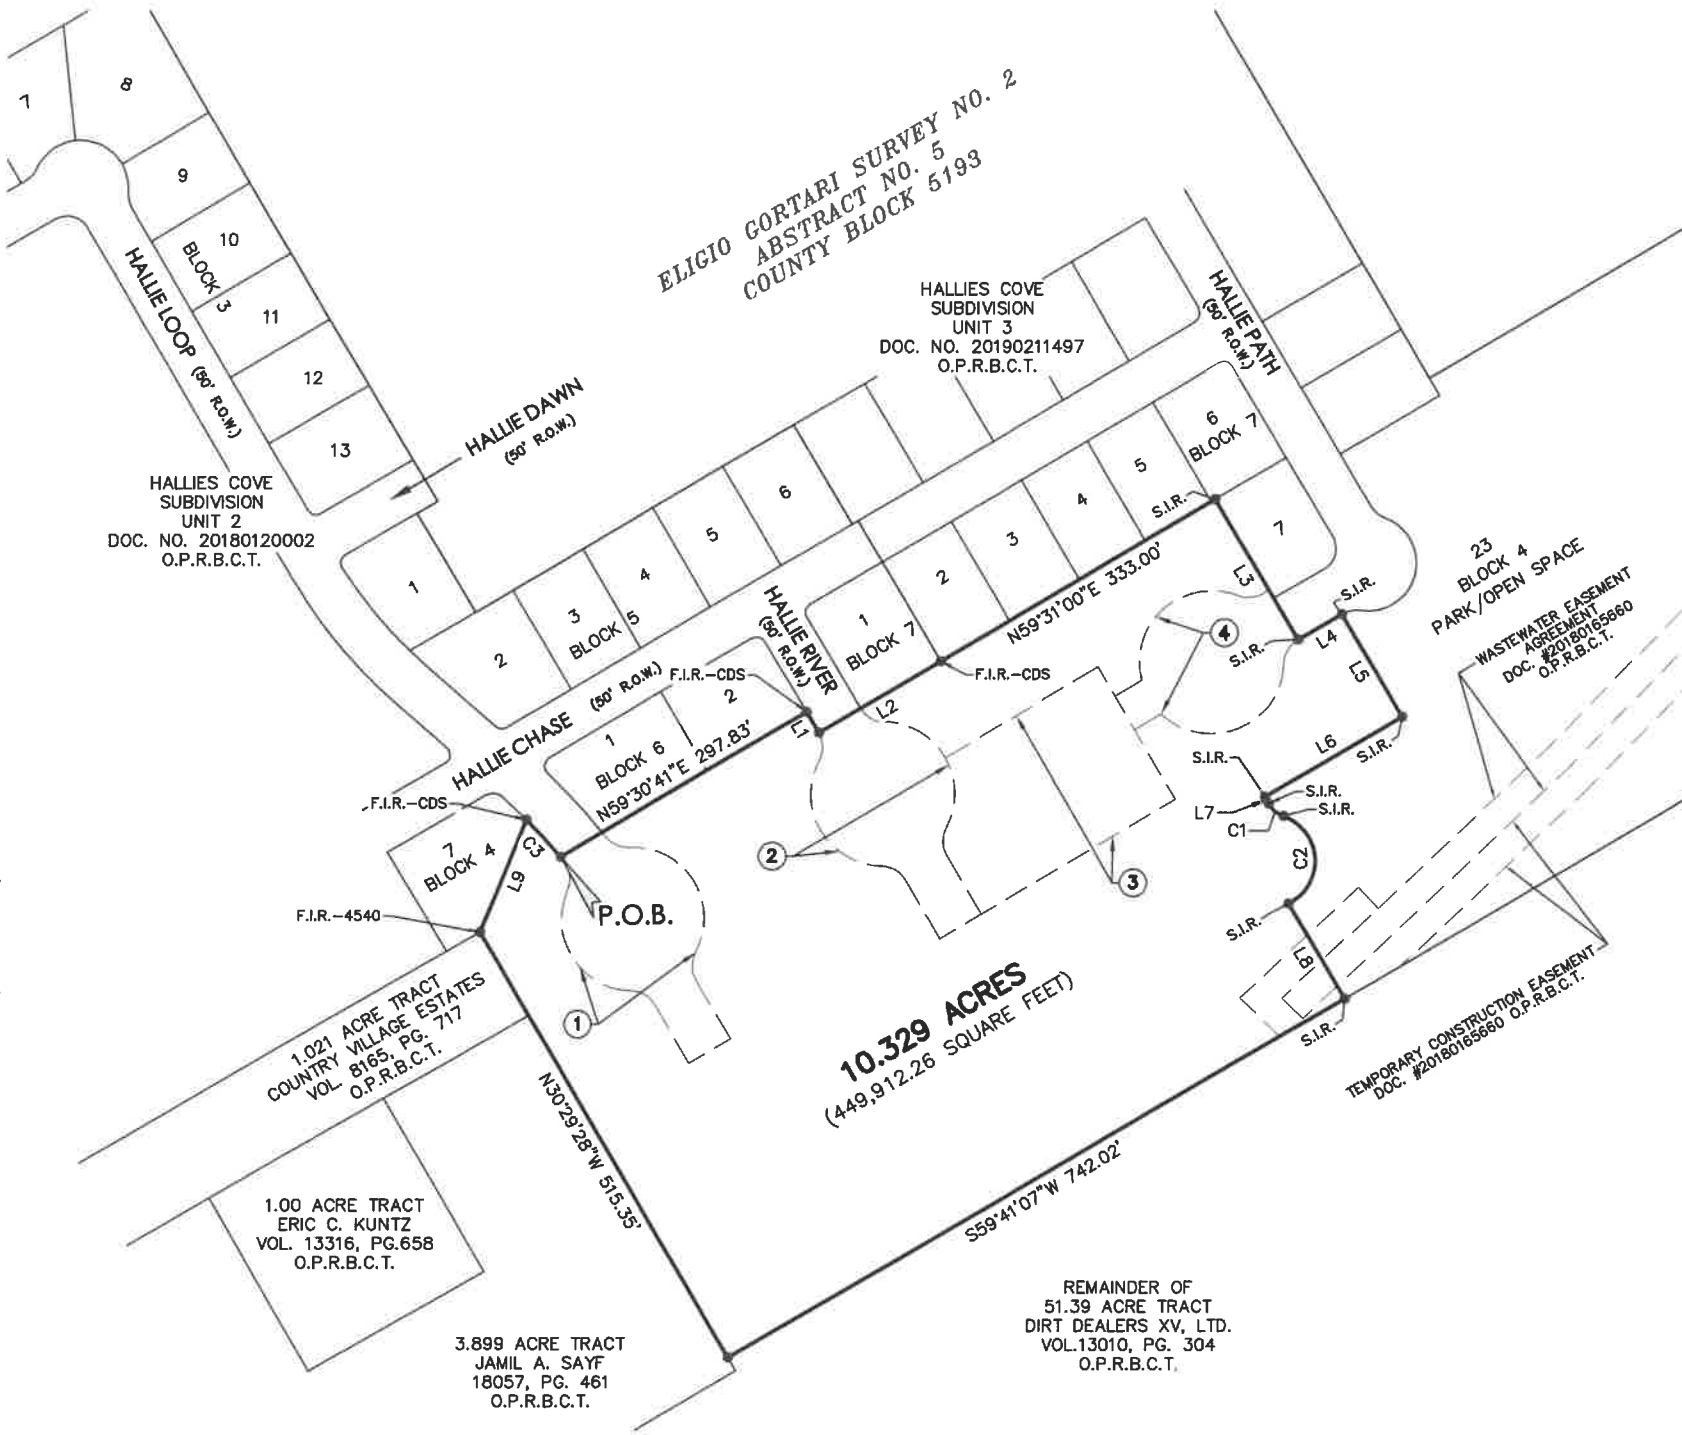 7
8
9
10
BLOCK 3
11
12
13
HALLIE LOOP (50' R.O.W.)
HALLIE DAWN
(50' R.O.W.)
ELIGIO GORTARI SURVEY NO. 2
ABSTRACT NO. 5
COUNTY BLOCK 5193
HALLIES COVE
SUBDIVISION
UNIT 3
DOC. NO. 20190211497
O.P.R.B.C.T.
HALLIE PATH
(50' R.O.W.)
HALLIES COVE
SUBDIVISION
UNIT 2
DOC. NO. 20180120002
O.P.R.B.C.T.
1
2
3
BLOCK 5
4
5
6
HALLIE RIVER
(50' R.O.W.)
1
BLOCK 7
2
3
4
5
6
BLOCK 7
7
S.I.R.
N59°31'00"E 333.00'
L3
S.I.R.
L4
S.I.R.
L5
23
BLOCK 4
PARK/OPEN SPACE
WASTEWATER EASEMENT
AGREEMENT
DOC. #20180165660
O.P.R.B.C.T.
4
HALLIE CHASE (50' R.O.W.)
F.I.R.-CDS
F.I.R.-CDS
1
BLOCK 6
2
N59°30'41"E 297.83'
L1
L2
L6
S.I.R.
S.I.R.
S.I.R.
S.I.R.
L7
C1
C2
F.I.R.-CDS
7
BLOCK 4
C3
L9
F.I.R.-4540
P.O.B.
2
3
1
S.I.R.
L8
S.I.R.
10.329 ACRES
(449,912.26 SQUARE FEET)
TEMPORARY CONSTRUCTION EASEMENT
DOC. #20180165660 O.P.R.B.C.T.
1.021 ACRE TRACT
COUNTRY VILLAGE ESTATES
VOL. 8165, PG. 717
O.P.R.B.C.T.
N30°29'28"W 515.35'
S59°41'07"W 742.02'
1.00 ACRE TRACT
ERIC C. KUNTZ
VOL. 13316, PG.658
O.P.R.B.C.T.
3.899 ACRE TRACT
JAMIL A. SAYF
18057, PG. 461
O.P.R.B.C.T.
REMAINDER OF
51.39 ACRE TRACT
DIRT DEALERS XV, LTD.
VOL.13010, PG. 304
O.P.R.B.C.T.